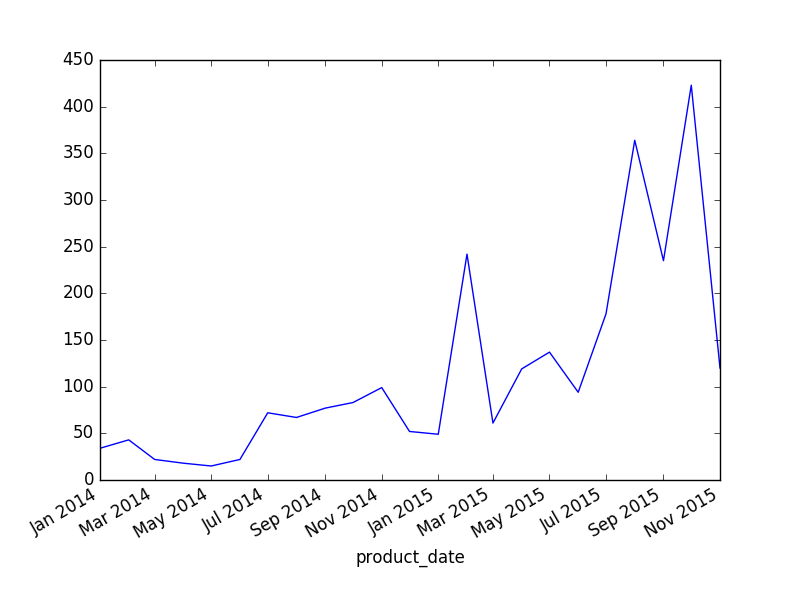 450
400
350
300
250
200
150
100
50
0
Jan 2014
Mar 2014
May 2014
Jul 2014
Sep 2014
Nov 2014
Jan 2015
Mar 2015
May 2015
Jul 2015
Sep 2015
Nov 2015
product_date